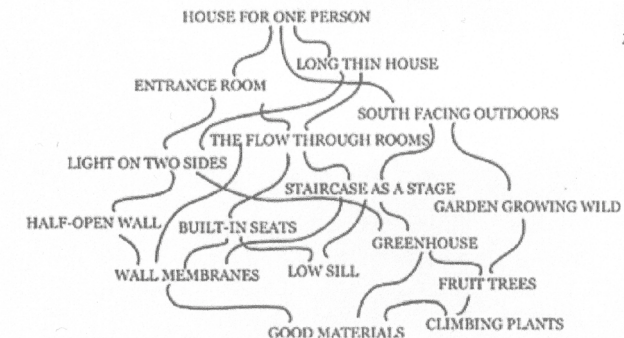 HOUSE FOR ONE PERSON
LONG THIN HOUSE
ENTRANCE ROOM
SOUTH FACING OUTDOORS
THE FLOW THROUGH ROOMS
LIGHT ON TWO SIDES
STAIRCASE AS A STAGE
GARDEN GROWING WILD
HALF-OPEN WALL
BUILT-IN SEATS
GREENHOUSE
WALL MEMBRANES
LOW SILL
FRUIT TREES
CLIMBING PLANTS
GOOD MATERIALS